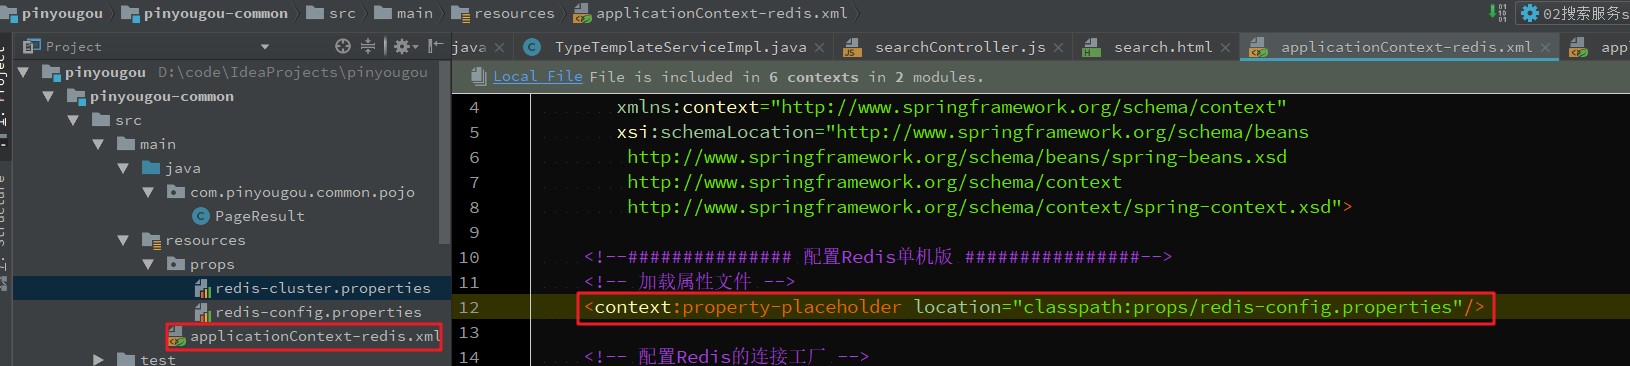 pinyougou pinyougou-common src main resources applicationContext-redis.xml 02搜索服务s
Project
java TypeTemplateServiceImpl.java searchController.js search.html applicationContext-redis.xml
pinyougou D:\code\IdeaProjects\pinyougou
Local File File is included in 6 contexts in 2 modules.
pinyougou-common
src
main
java
com.pinyougou.common.pojo
PageResult
resources
props
redis-cluster.properties
redis-config.properties
applicationContext-redis.xml
test
4 xmlns:context="http://www.springframework.org/schema/context"
5 xsi:schemaLocation="http://www.springframework.org/schema/beans
6 http://www.springframework.org/schema/beans/spring-beans.xsd
7 http://www.springframework.org/schema/context
8 http://www.springframework.org/schema/context/spring-context.xsd">
9
10 <!--############### 配置Redis单机版 ################-->
11 <!-- 加载属性文件 -->
12 <context:property-placeholder location="classpath:props/redis-config.properties"/>
13
14 <!-- 配置Redis的连接工厂 -->